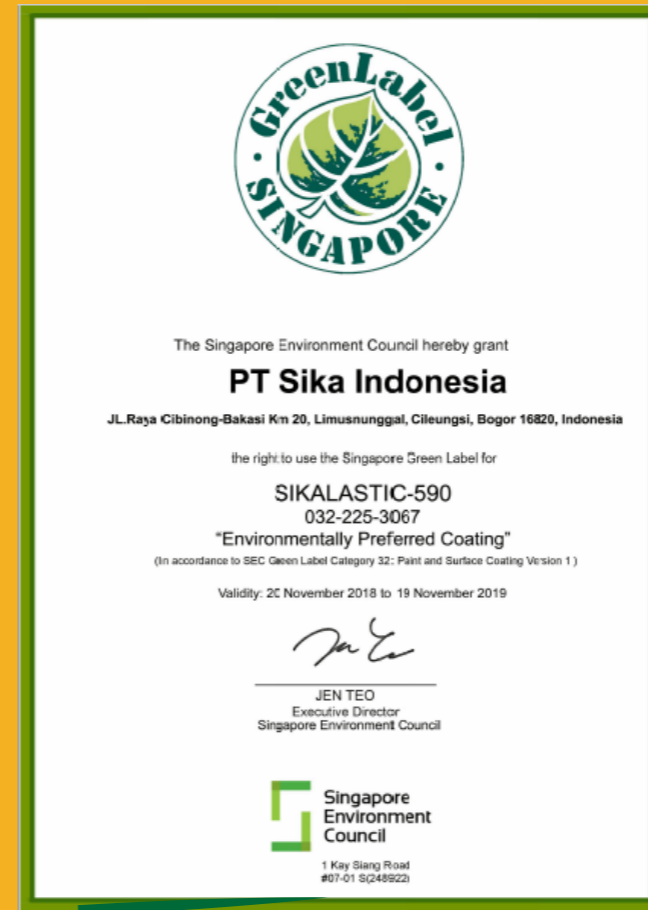 GreenLabel
SINGAPORE
The Singapore Environment Council hereby grant
PT Sika Indonesia
JL.Raya Cibinong-Bakasi Km 20, Limusnunggal, Cileungsi, Bogor 16820, Indonesia
the right to use the Singapore Green Label for
SIKALASTIC-590
032-225-3067
"Environmentally Preferred Coating"
(In accordance to SEC Green Label Category 32: Paint and Surface Coating Version 1 )
Validity: 20 November 2018 to 19 November 2019
JEN TEO
Executive Director
Singapore Environment Council
Singapore
Environment
Council
1 Kay Siang Road
#07-01 S(248922)